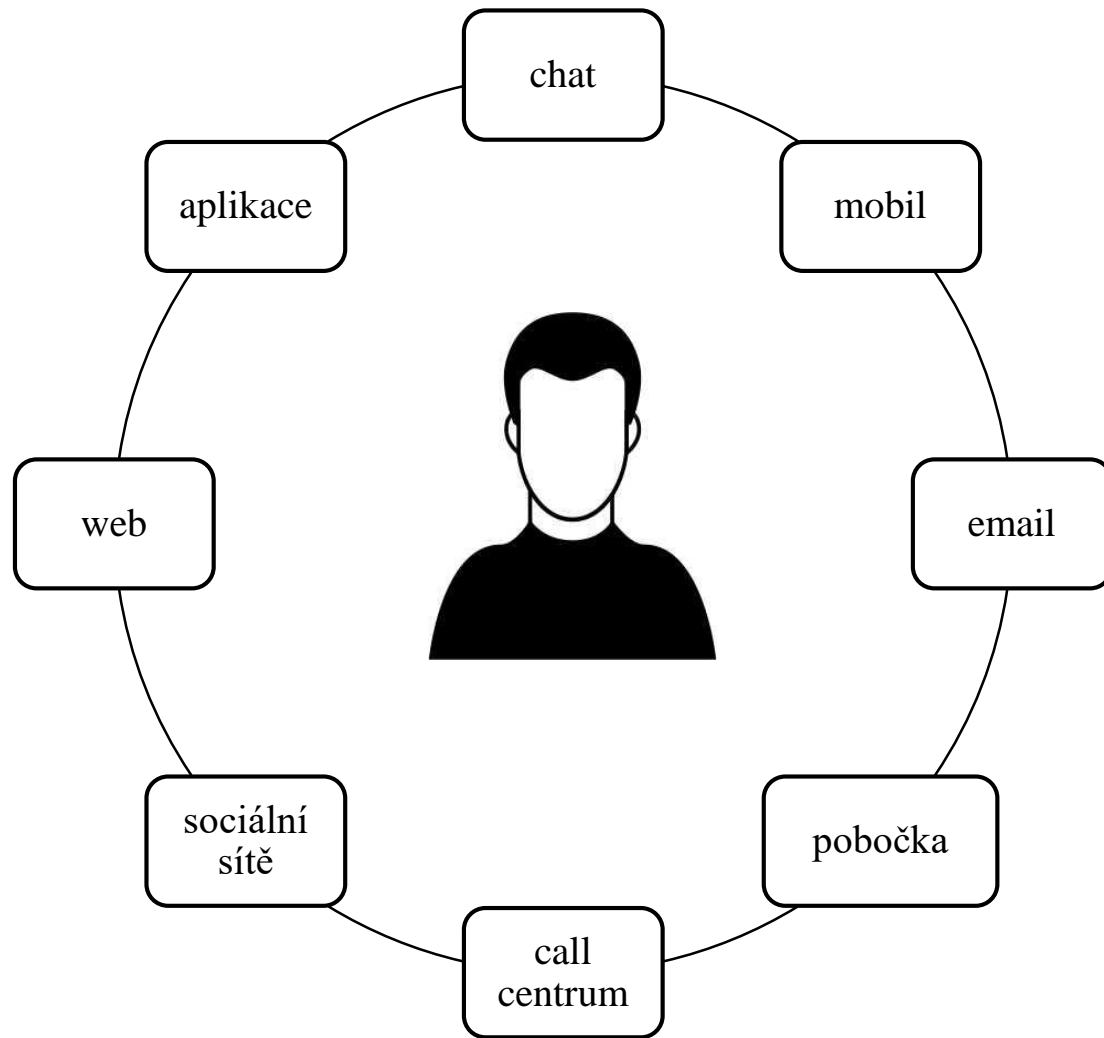 chat
mobil
email
pobočka
call
centrum
sociální
sítě
web
aplikace